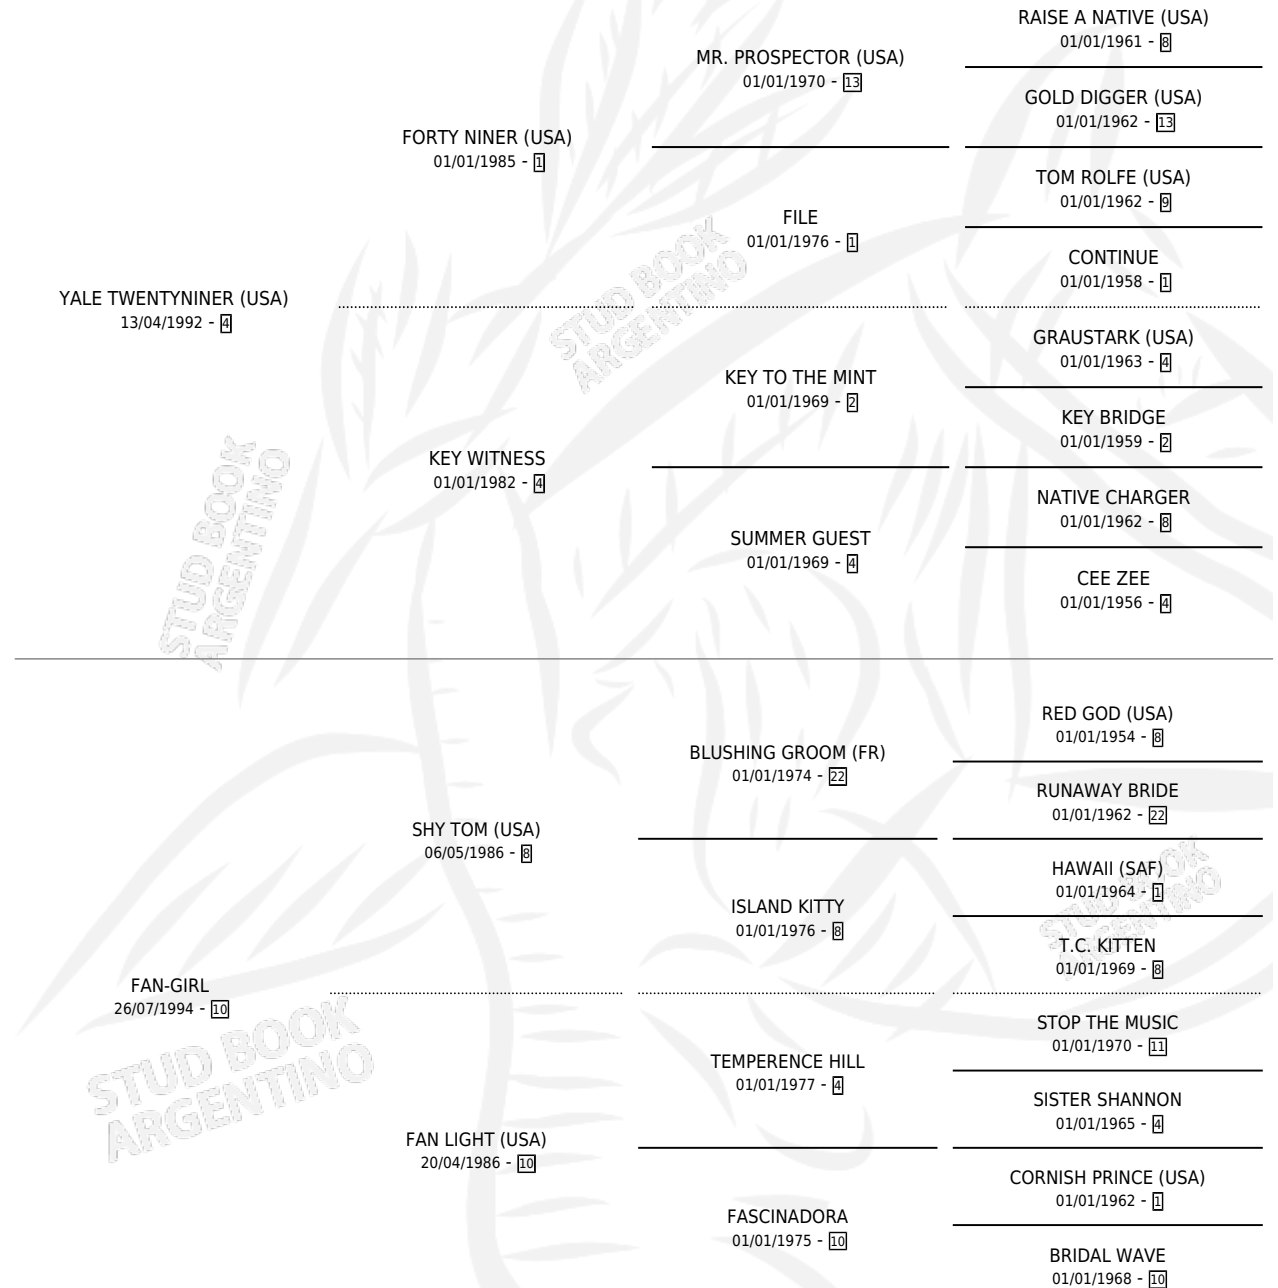 RAISE A NATIVE (USA)
01/01/1961 - 8
MR. PROSPECTOR (USA)
01/01/1970 - 13
GOLD DIGGER (USA)
01/01/1962 - 13
FORTY NINER (USA)
01/01/1985 - 1
TOM ROLFE (USA)
01/01/1962 - 9
FILE
01/01/1976 - 1
CONTINUE
01/01/1958 - 1
YALE TWENTYNINER (USA)
13/04/1992 - 4
GRAUSTARK (USA)
01/01/1963 - 4
KEY TO THE MINT
01/01/1969 - 2
KEY BRIDGE
01/01/1959 - 2
KEY WITNESS
01/01/1982 - 4
NATIVE CHARGER
01/01/1962 - 8
SUMMER GUEST
01/01/1969 - 4
CEE ZEE
01/01/1956 - 4
RED GOD (USA)
01/01/1954 - 8
BLUSHING GROOM (FR)
01/01/1974 - 22
RUNAWAY BRIDE
01/01/1962 - 22
SHY TOM (USA)
06/05/1986 - 8
HAWAII (SAF)
01/01/1964 - 1
ISLAND KITTY
01/01/1976 - 8
T.C. KITTEN
01/01/1969 - 8
FAN-GIRL
26/07/1994 - 10
STOP THE MUSIC
01/01/1970 - 11
TEMPERENCE HILL
01/01/1977 - 4
SISTER SHANNON
01/01/1965 - 4
FAN LIGHT (USA)
20/04/1986 - 10
CORNISH PRINCE (USA)
01/01/1962 - 1
FASCINADORA
01/01/1975 - 10
BRIDAL WAVE
01/01/1968 - 10
STUD BOOK
ARGENTINO
STUD BOOK
ARGENTINO
STUD BOOK
ARGENTINO
STUD BOOK
ARGENTINO